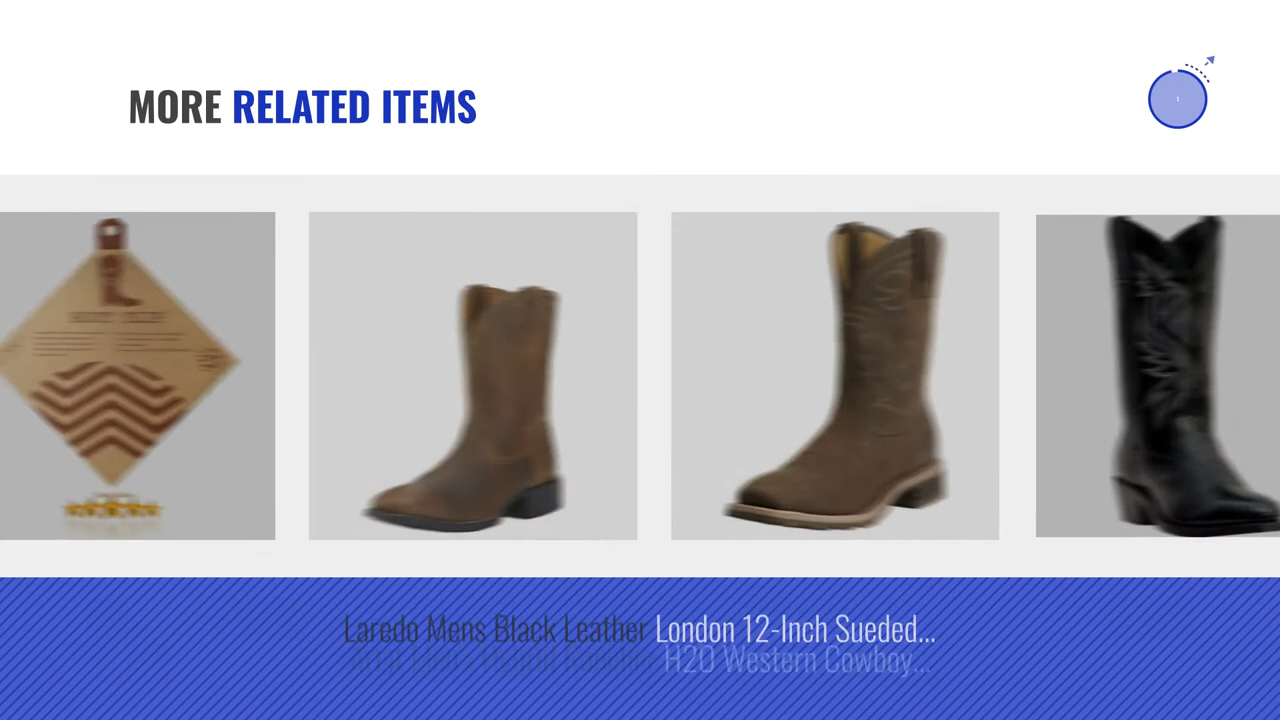 MORE RELATED ITEMS
Laredo Mens Black Leather London 12-Inch Sueded...
H2O Western Cowboy...